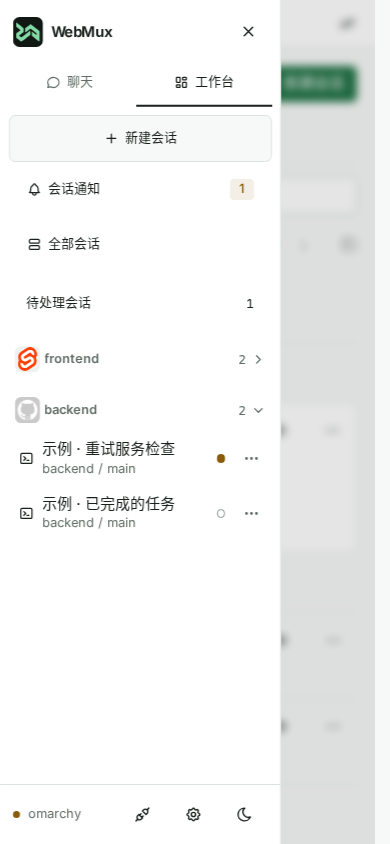 WebMux
聊天
工作台
新建会话
会话通知
1
全部会话
待处理会话
1
frontend
2
backend
2
示例 · 重试服务检查
backend / main
示例 · 已完成的任务
backend / main
omarchy